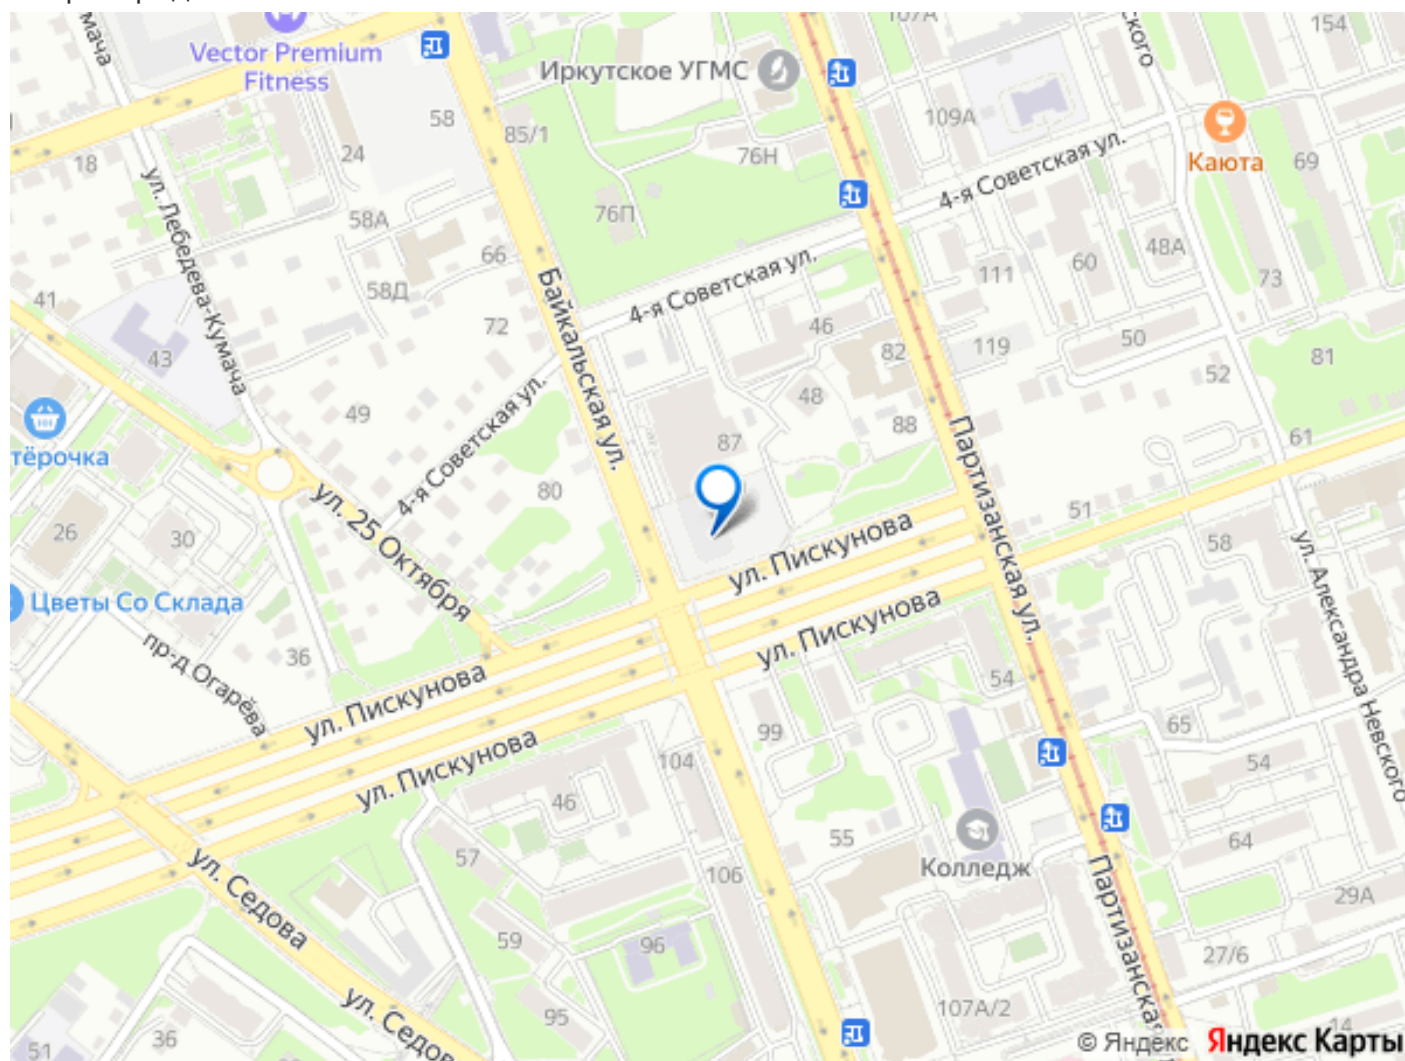 мача
Vector Premium
Fitness
58
85/1
Иркутское УГМС
107А
ского
154
18
24
76Н
109А
4-я Советская ул.
Каюта
69
ул. Лебедева-Кумача
58А
76П
66
58Д
Байкальская ул.
4-я Советская ул.
111
60
48А
73
41
43
72
46
82
119
50
52
81
49
4-я Советская ул.
48
88
87
Партизанская ул.
61
тёрочка
80
51
26
30
ул. 25 Октября
ул. Пискунова
58
ул. Александра Невского
Цветы Со Склада
пр-д Огарёва
36
ул. Пискунова
ул. Пискунова
54
65
99
ул. Пискунова
104
46
54
55
64
57
Колледж
Партизанская
106
29А
ул. Седова
59
96
27/6
ул. Седова
95
107А/2
36
51
14
© Яндекс Яндекс Карты